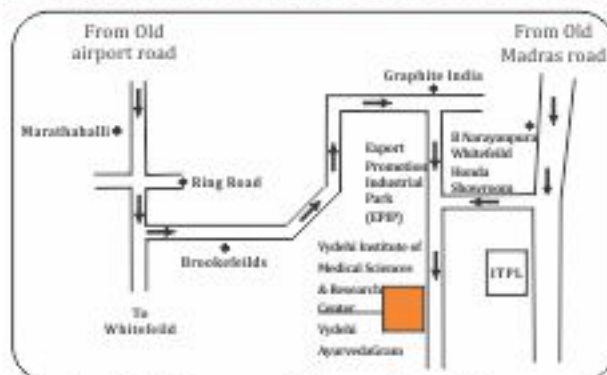 From Old
airport road
From Old
Madras road
Graphite India
Marathahalli
B Narayanpura
Whitefeild
Honda
Showroom
Export
Promotion
Industrial
Park
(EPIP)
Ring Road
Brookefeilds
Vydehi Institute of
Medical Sciences
& Research
Center
Vydehi
AyurvedaGram
ITPL
To
Whitefeild